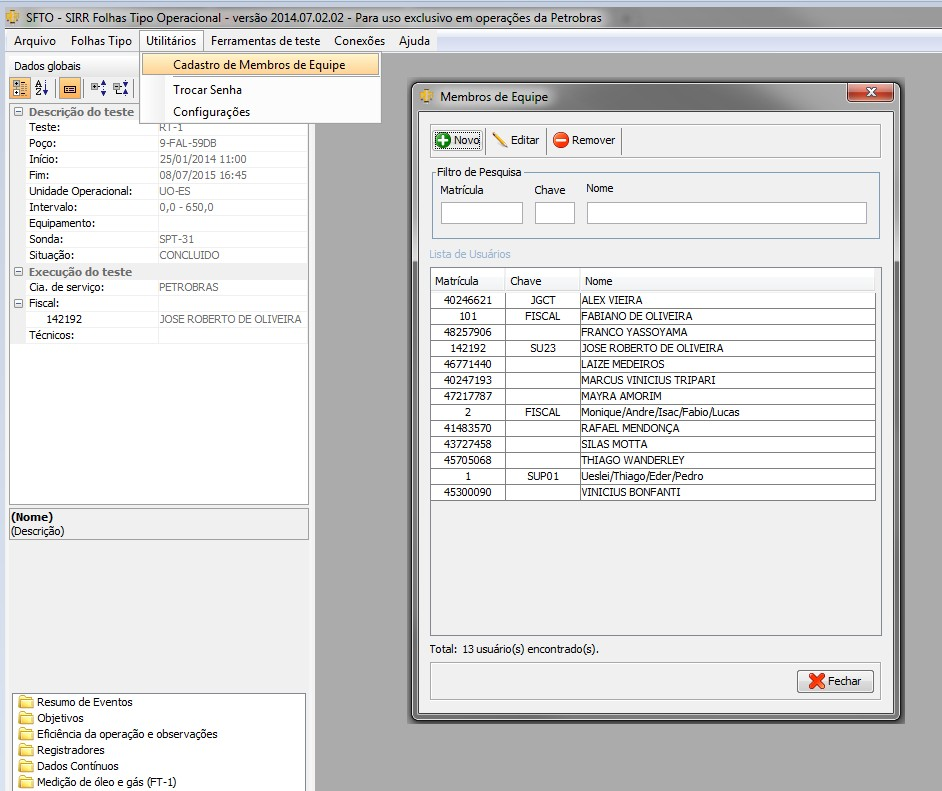 SFTO - SIRR Folhas Tipo Operacional - versão 2014.07.02.02 - Para uso exclusivo em operações da Petrobras
Arquivo Folhas Tipo Utilitários Ferramentas de teste Conexões Ajuda
Cadastro de Membros de Equipe
Trocar Senha
Configurações
Dados globais
Descrição do teste
Teste: RT-1
Poço: 9-FAL-59DB
Início: 25/01/2014 11:00
Fim: 08/07/2015 16:45
Unidade Operacional: UO-ES
Intervalo: 0,0 - 650,0
Equipamento:
Sonda: SPT-31
Situação: CONCLUIDO
Execução do teste
Cia. de serviço: PETROBRAS
Fiscal:
142192 JOSE ROBERTO DE OLIVEIRA
Técnicos:
(Nome)
(Descrição)
Resumo de Eventos
Objetivos
Eficiência da operação e observações
Registradores
Dados Contínuos
Medição de óleo e gás (FT-1)
Membros de Equipe
Novo Editar Remover
Filtro de Pesquisa
Matrícula Chave Nome
Lista de Usuários
Matrícula Chave Nome
40246621 JGCT ALEX VIEIRA
101 FISCAL FABIANO DE OLIVEIRA
48257906 FRANCO YASSOYAMA
142192 SU23 JOSE ROBERTO DE OLIVEIRA
46771440 LAIZE MEDEIROS
40247193 MARCUS VINICIUS TRIPARI
47217787 MAYRA AMORIM
2 FISCAL Monique/Andre/Isac/Fabio/Lucas
41483570 RAFAEL MENDONÇA
43727458 SILAS MOTTA
45705068 THIAGO WANDERLEY
1 SUP01 Ueslei/Thiago/Eder/Pedro
45300090 VINICIUS BONFANTI
Total: 13 usuário(s) encontrado(s).
Fechar